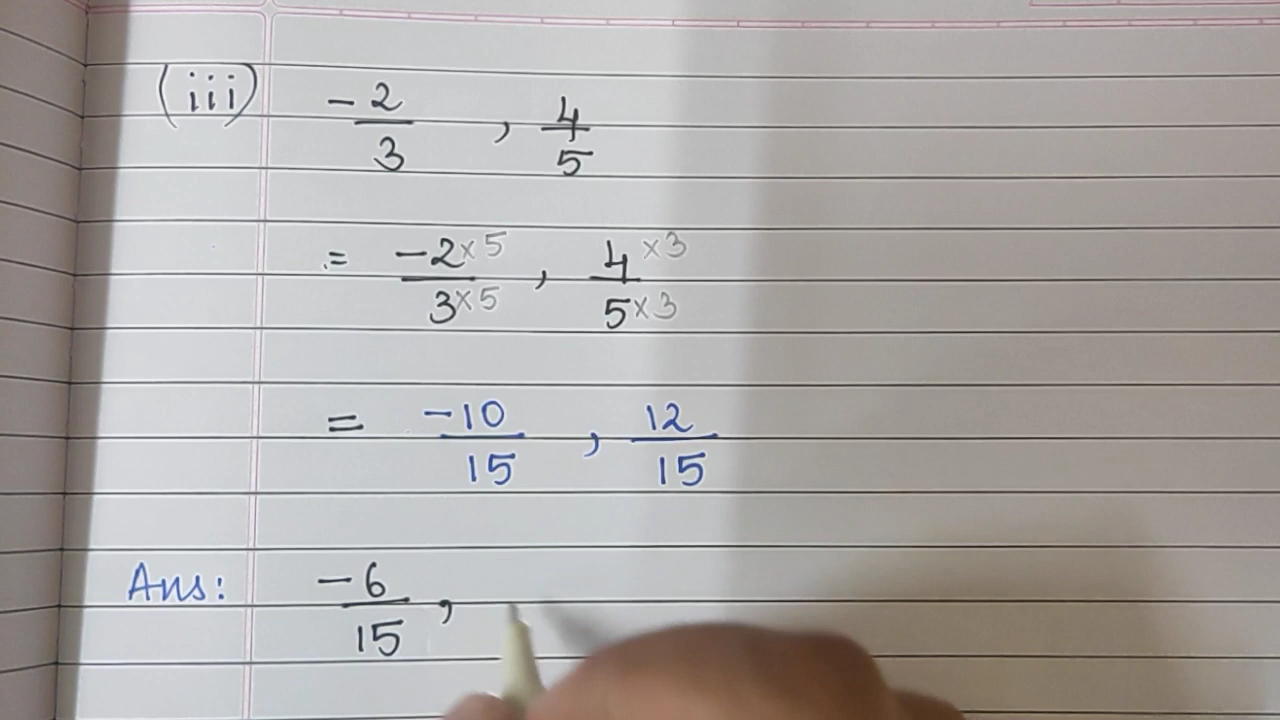 (iii) -2/3 , 4/5
= -2×5/3×5 , 4×3/5×3
= -10/15 , 12/15
Ans: -6/15 ,